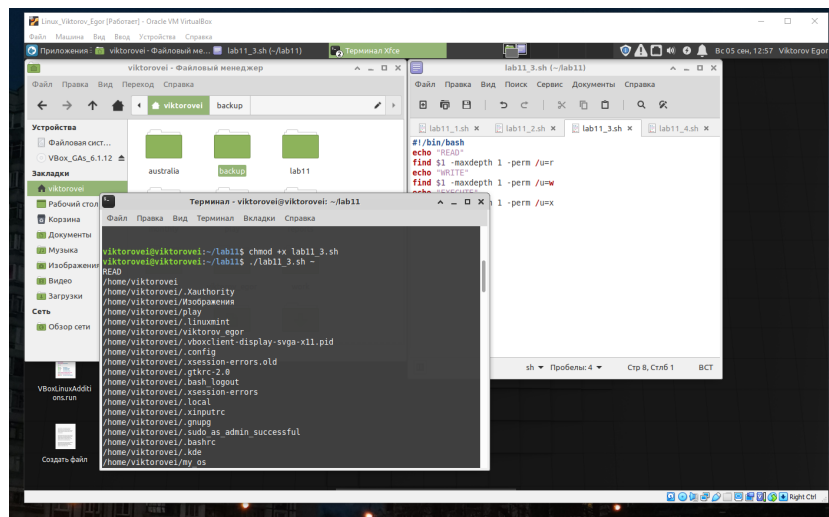 Linux_Viktorov_Egor [Работает] - Oracle VM VirtualBox
Файл Машина Вид Ввод Устройства Справка
Приложения
viktorovei - Файловый ме...
lab11_3.sh (~/lab11)
Терминал Xfce
Вс 05 сен, 12:57 Viktorov Egor
viktorovei - Файловый менеджер
Файл Правка Вид Переход Справка
viktorovei backup
Устройства
Файловая сист...
VBox_GAs_6.1.12
Закладки
viktorovei
Рабочий стол
Корзина
Документы
Музыка
Изображения
Видео
Загрузки
Сеть
Обзор сети
australia backup lab11
lab11_3.sh (~/lab11)
Файл Правка Вид Поиск Сервис Документы Справка
lab11_1.sh lab11_2.sh lab11_3.sh lab11_4.sh
#!/bin/bash
echo "READ"
find $1 -maxdepth 1 -perm /u=r
echo "WRITE"
find $1 -maxdepth 1 -perm /u=w
echo "EXECUTE"
1 -perm /u=x
sh Пробелы: 4 Стр 8, Стлб 1 ВСТ
Терминал - viktorovei@viktorovei: ~/lab11
Файл Правка Вид Терминал Вкладки Справка
viktorovei@viktorovei:~/lab11$ chmod +x lab11_3.sh
viktorovei@viktorovei:~/lab11$ ./lab11_3.sh ~
READ
/home/viktorovei
/home/viktorovei/.Xauthority
/home/viktorovei/Изображения
/home/viktorovei/play
/home/viktorovei/.linuxmint
/home/viktorovei/viktorov_egor
/home/viktorovei/.vboxclient-display-svga-x11.pid
/home/viktorovei/.config
/home/viktorovei/.xsession-errors.old
/home/viktorovei/.gtkrc-2.0
/home/viktorovei/.bash_logout
/home/viktorovei/.xsession-errors
/home/viktorovei/.local
/home/viktorovei/.xinputrc
/home/viktorovei/.gnupg
/home/viktorovei/.sudo_as_admin_successful
/home/viktorovei/.bashrc
/home/viktorovei/.kde
/home/viktorovei/my_os
VBoxLinuxAdditi
ons.run
Создать файл
Right Ctrl